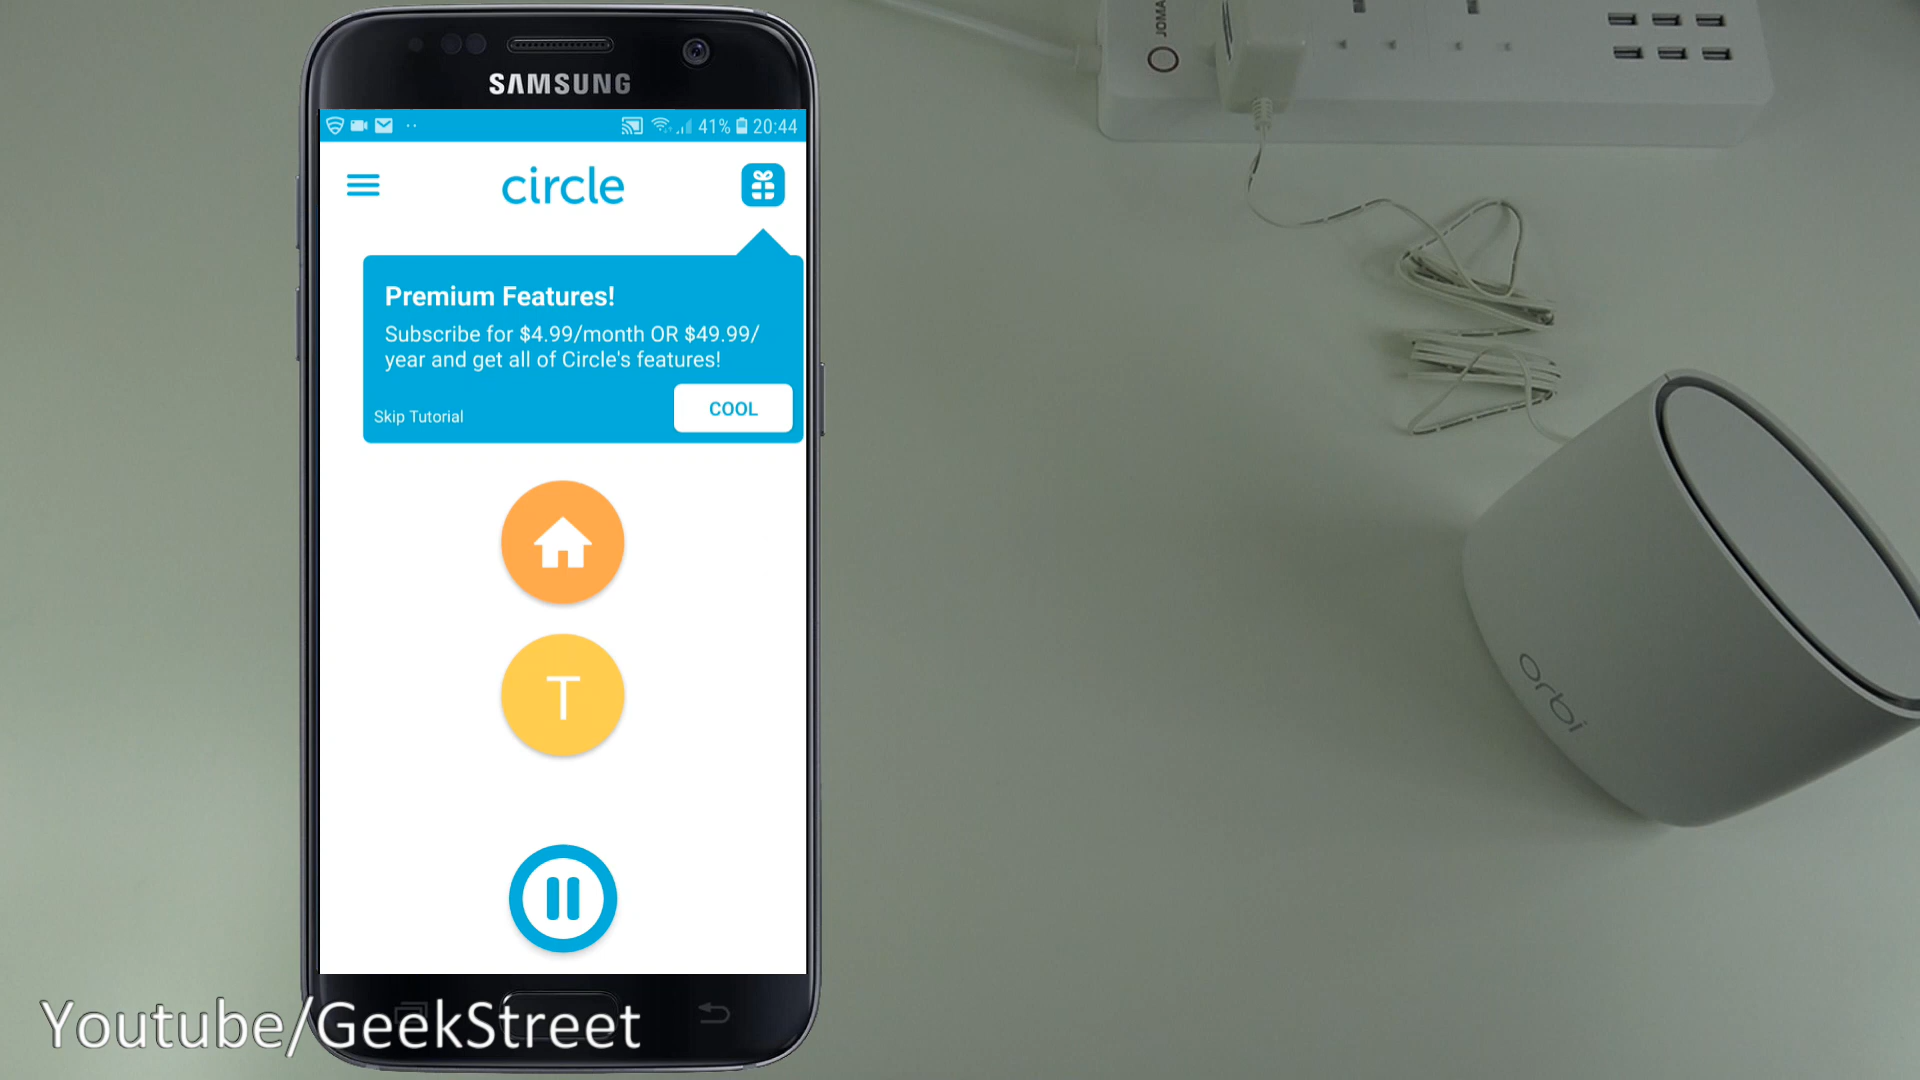 SAMSUNG
41% 20:44
circle
Premium Features!
Subscribe for $4.99/month OR $49.99/
year and get all of Circle's features!
Skip Tutorial
COOL
T
Youtube/GeekStreet
Orbi